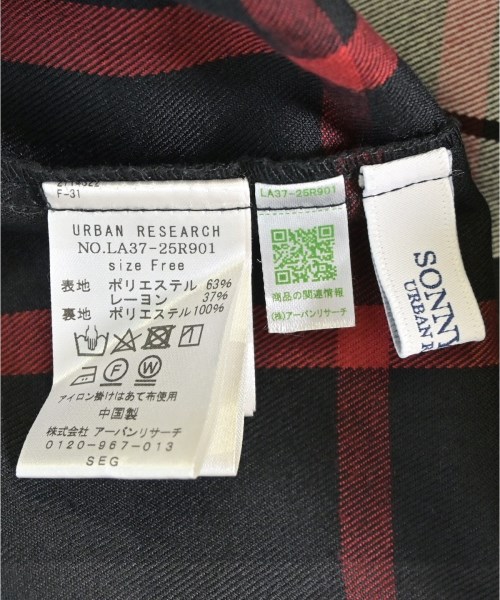 F-31
URBAN RESEARCH
NO.LA37-25R901
size Free
表地 ポリエステル 63%
レーヨン 37%
裏地 ポリエステル 100%
アイロン掛けはあて布使用
中国製
株式会社 アーバンリサーチ
0120-967-013
SEG
LA37-25R901
商品の関連情報
(株)アーバンリサーチ
SONNY
URBAN R